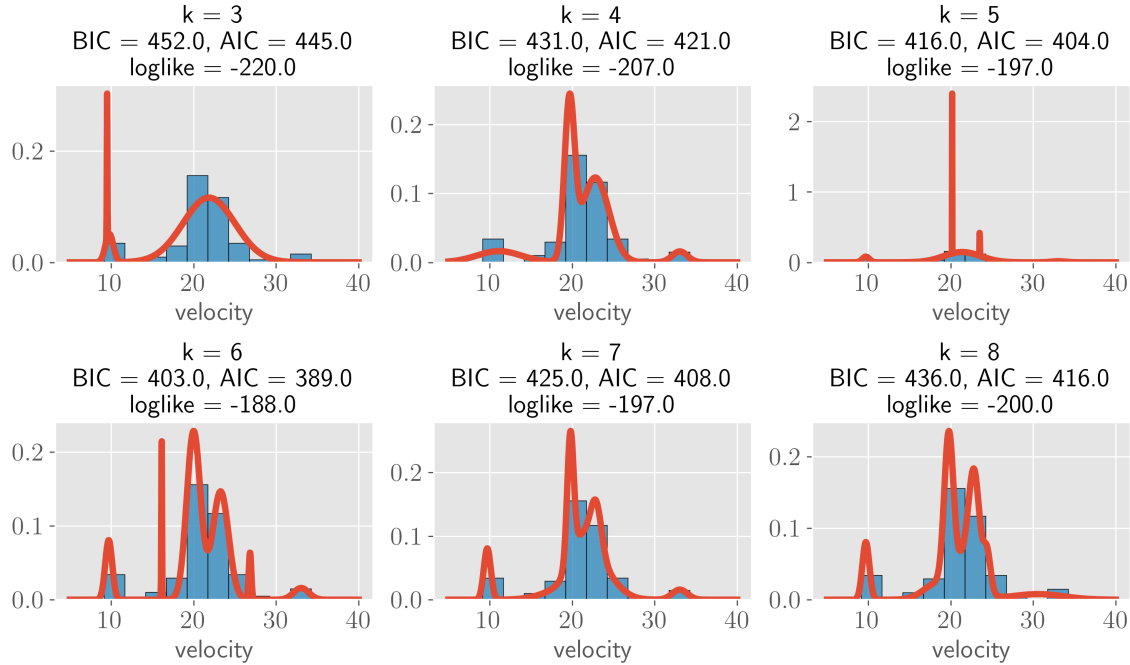 k = 3
BIC = 452.0, AIC = 445.0
loglike = -220.0
0.2
0.0
10 20 30 40
velocity
k = 4
BIC = 431.0, AIC = 421.0
loglike = -207.0
0.2
0.1
0.0
10 20 30 40
velocity
k = 5
BIC = 416.0, AIC = 404.0
loglike = -197.0
2
1
0
10 20 30 40
velocity
k = 6
BIC = 403.0, AIC = 389.0
loglike = -188.0
0.2
0.1
0.0
10 20 30 40
velocity
k = 7
BIC = 425.0, AIC = 408.0
loglike = -197.0
0.2
0.1
0.0
10 20 30 40
velocity
k = 8
BIC = 436.0, AIC = 416.0
loglike = -200.0
0.2
0.1
0.0
10 20 30 40
velocity